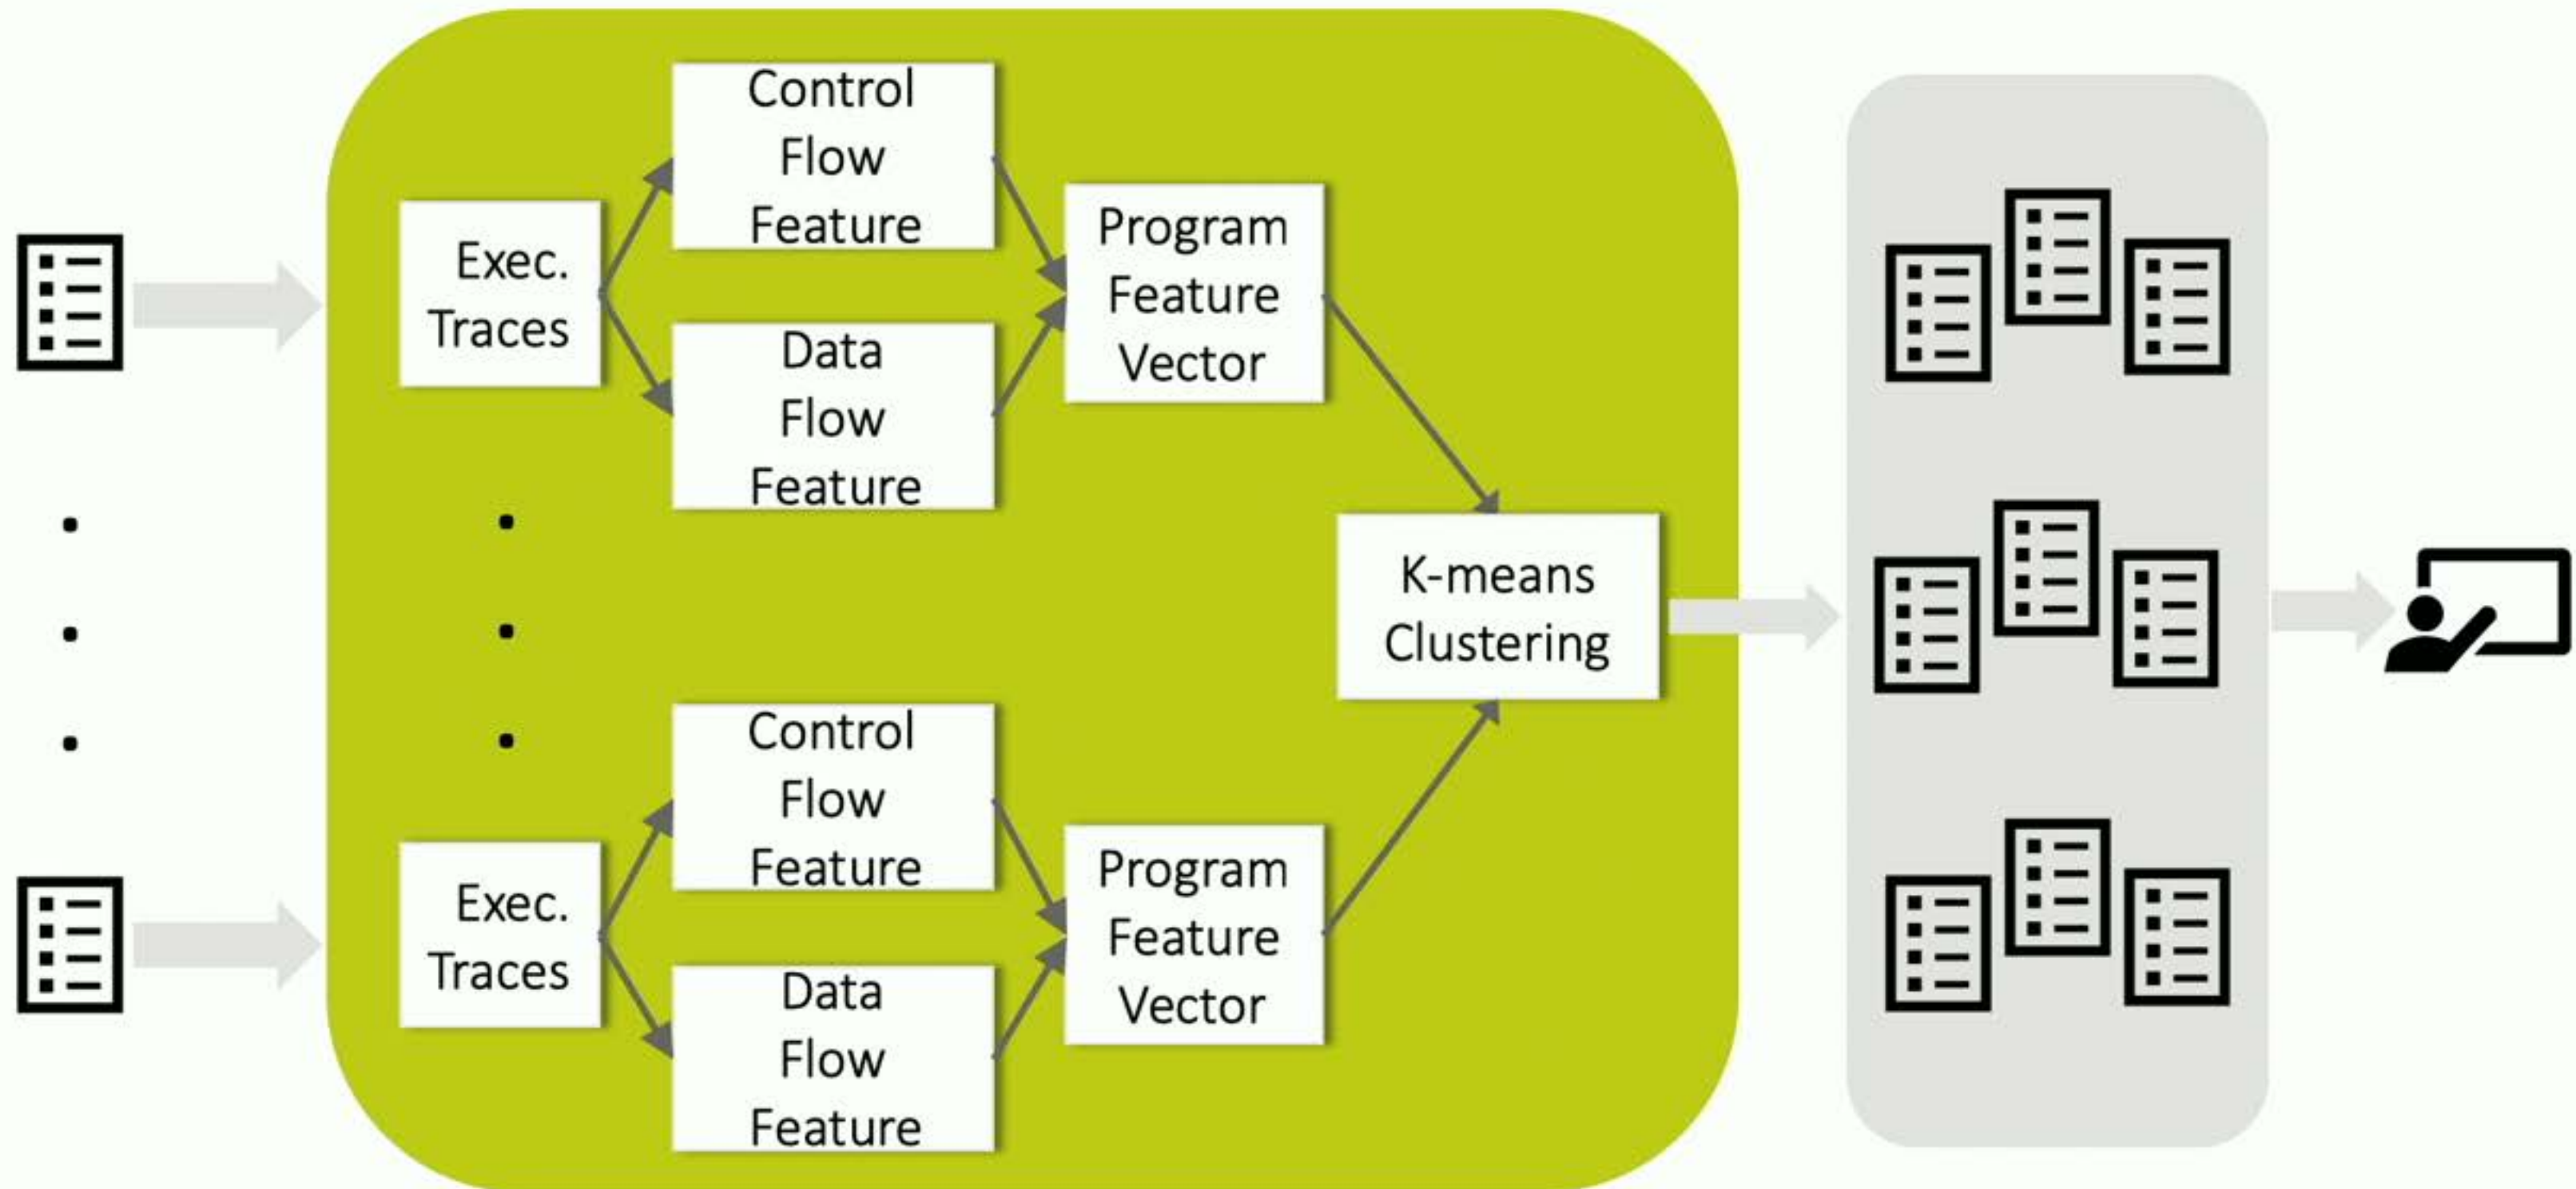 Control
Flow
Feature
Exec.
Traces
Data
Flow
Feature
Program
Feature
Vector
K-means
Clustering
Control
Flow
Feature
Exec.
Traces
Data
Flow
Feature
Program
Feature
Vector